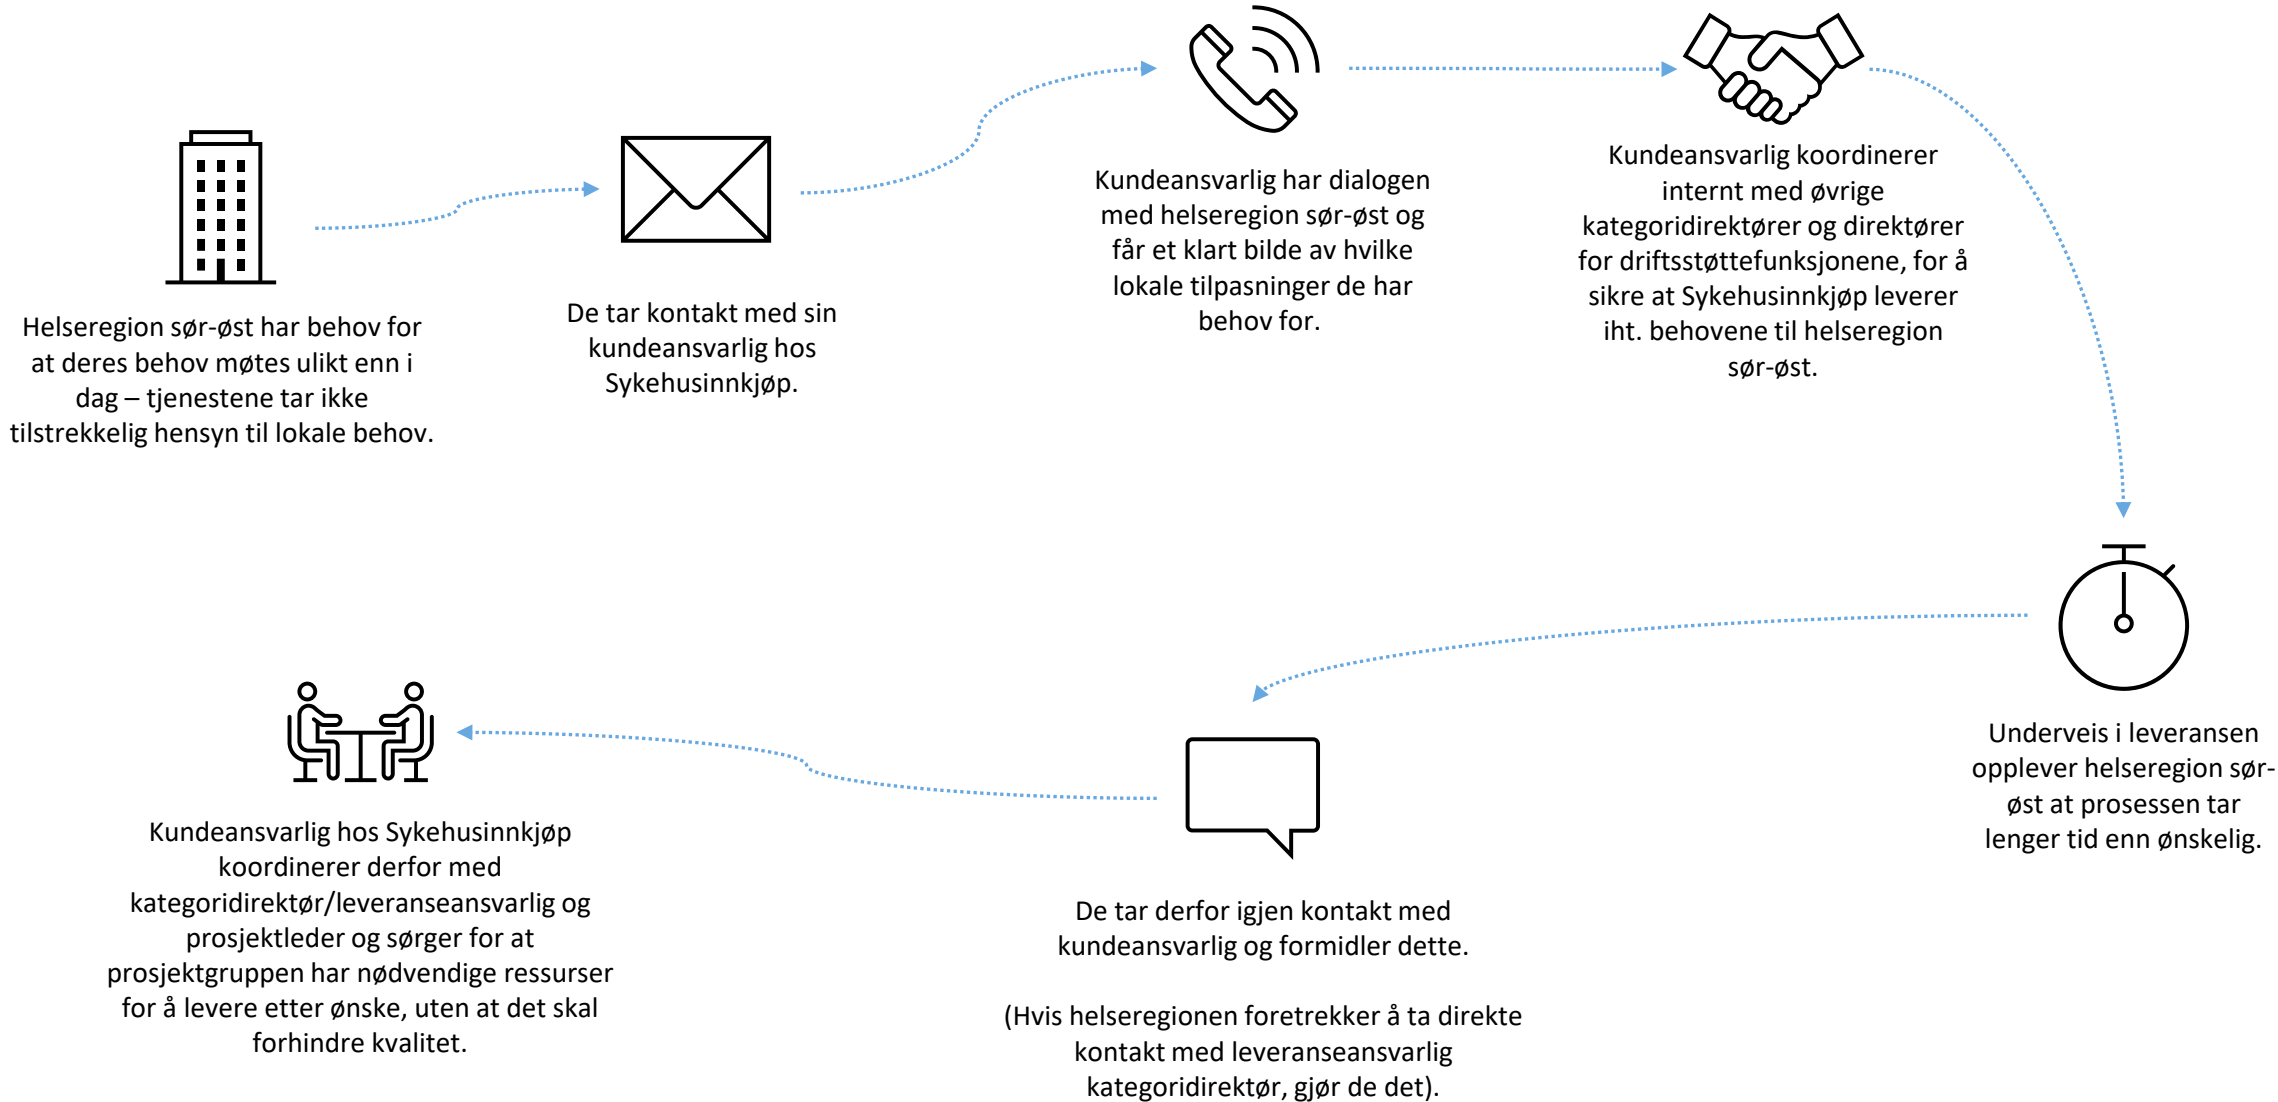 Helseregion sør-øst har behov for
at deres behov møtes ulikt enn i
dag – tjenestene tar ikke
tilstrekkelig hensyn til lokale behov.
De tar kontakt med sin
kundeansvarlig hos
Sykehusinnkjøp.
Kundeansvarlig har dialogen
med helseregion sør-øst og
får et klart bilde av hvilke
lokale tilpasninger de har
behov for.
Kundeansvarlig koordinerer
internt med øvrige
kategoridirektører og direktører
for driftsstøttefunksjonene, for å
sikre at Sykehusinnkjøp leverer
iht. behovene til helseregion
sør-øst.
Underveis i leveransen
opplever helseregion sør-
øst at prosessen tar
lenger tid enn ønskelig.
De tar derfor igjen kontakt med
kundeansvarlig og formidler dette.
(Hvis helseregionen foretrekker å ta direkte
kontakt med leveranseansvarlig
kategoridirektør, gjør de det).
Kundeansvarlig hos Sykehusinnkjøp
koordinerer derfor med
kategoridirektør/leveranseansvarlig og
prosjektleder og sørger for at
prosjektgruppen har nødvendige ressurser
for å levere etter ønske, uten at det skal
forhindre kvalitet.